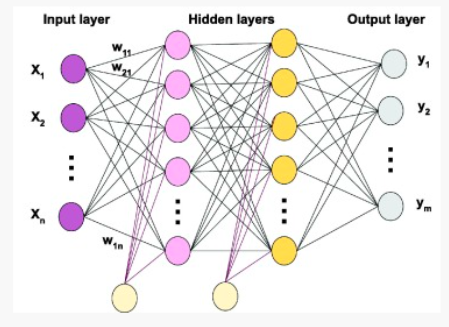 Input layer Hidden layers Output layer
X₁
X₂
Xₙ
w₁₁
w₂₁
w₁ₙ
y₁
y₂
yₘ